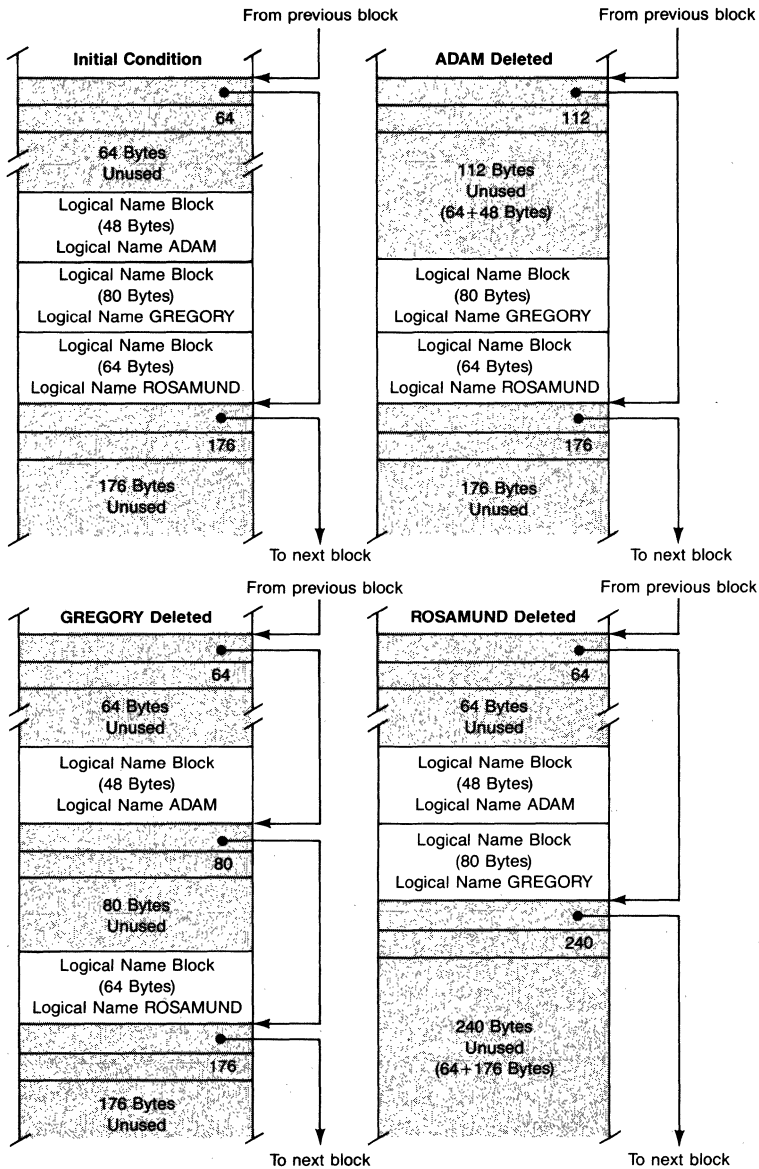 From previous block
Initial Condition
64
64 Bytes
Unused
Logical Name Block
(48 Bytes)
Logical Name ADAM
Logical Name Block
(80 Bytes)
Logical Name GREGORY
Logical Name Block
(64 Bytes)
Logical Name ROSAMUND
176
176 Bytes
Unused
To next block
From previous block
ADAM Deleted
112
112 Bytes
Unused
(64+48 Bytes)
Logical Name Block
(80 Bytes)
Logical Name GREGORY
Logical Name Block
(64 Bytes)
Logical Name ROSAMUND
176
176 Bytes
Unused
To next block
From previous block
GREGORY Deleted
64
64 Bytes
Unused
Logical Name Block
(48 Bytes)
Logical Name ADAM
80
80 Bytes
Unused
Logical Name Block
(64 Bytes)
Logical Name ROSAMUND
176
176 Bytes
Unused
To next block
From previous block
ROSAMUND Deleted
64
64 Bytes
Unused
Logical Name Block
(48 Bytes)
Logical Name ADAM
Logical Name Block
(80 Bytes)
Logical Name GREGORY
240
240 Bytes
Unused
(64+176 Bytes)
To next block